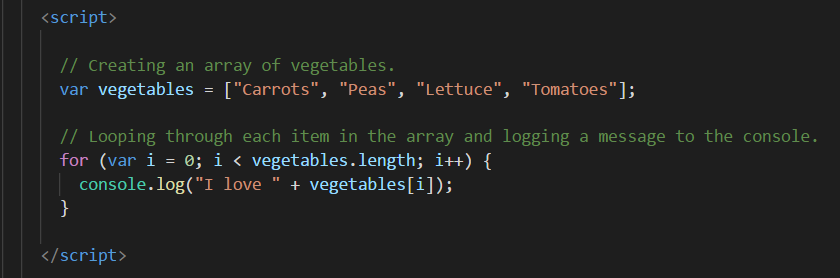 <script>
// Creating an array of vegetables.
var vegetables = ["Carrots", "Peas", "Lettuce", "Tomatoes"];
// Looping through each item in the array and logging a message to the console.
for (var i = 0; i < vegetables.length; i++) {
console.log("I love " + vegetables[i]);
}
</script>